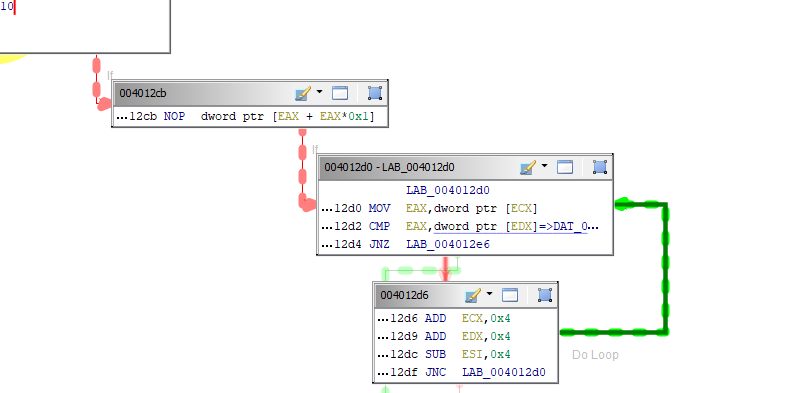 10
If
004012cb
...12cb NOP dword ptr [EAX + EAX*0x1]
If
004012d0 - LAB_004012d0
LAB_004012d0
...12d0 MOV EAX,dword ptr [ECX]
...12d2 CMP EAX,dword ptr [EDX]=>DAT_0...
...12d4 JNZ LAB_004012e6
004012d6
...12d6 ADD ECX,0x4
...12d9 ADD EDX,0x4
...12dc SUB ESI,0x4
...12df JNC LAB_004012d0
Do Loop